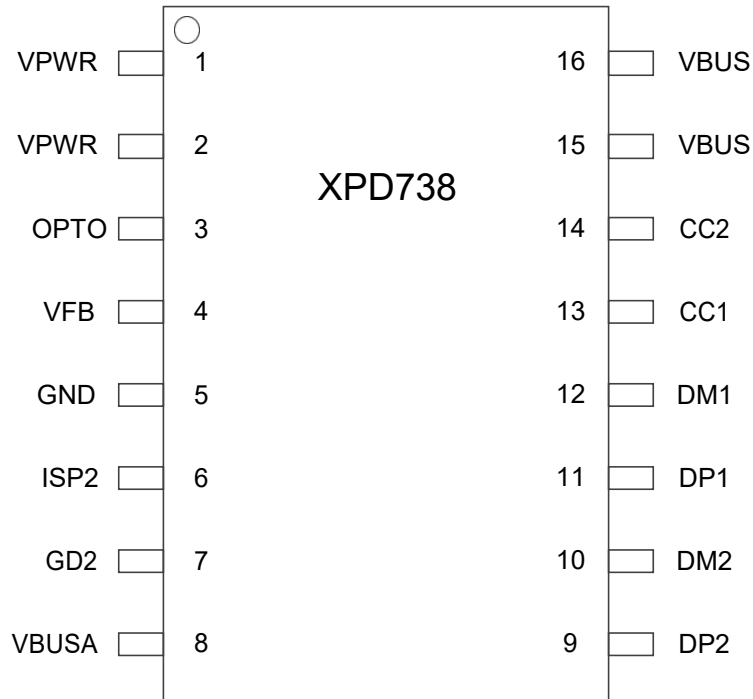 VPWR 1 16 VBUS
VPWR 2 15 VBUS
XPD738
OPTO 3 14 CC2
VFB 4 13 CC1
GND 5 12 DM1
ISP2 6 11 DP1
GD2 7 10 DM2
VBUSA 8 9 DP2